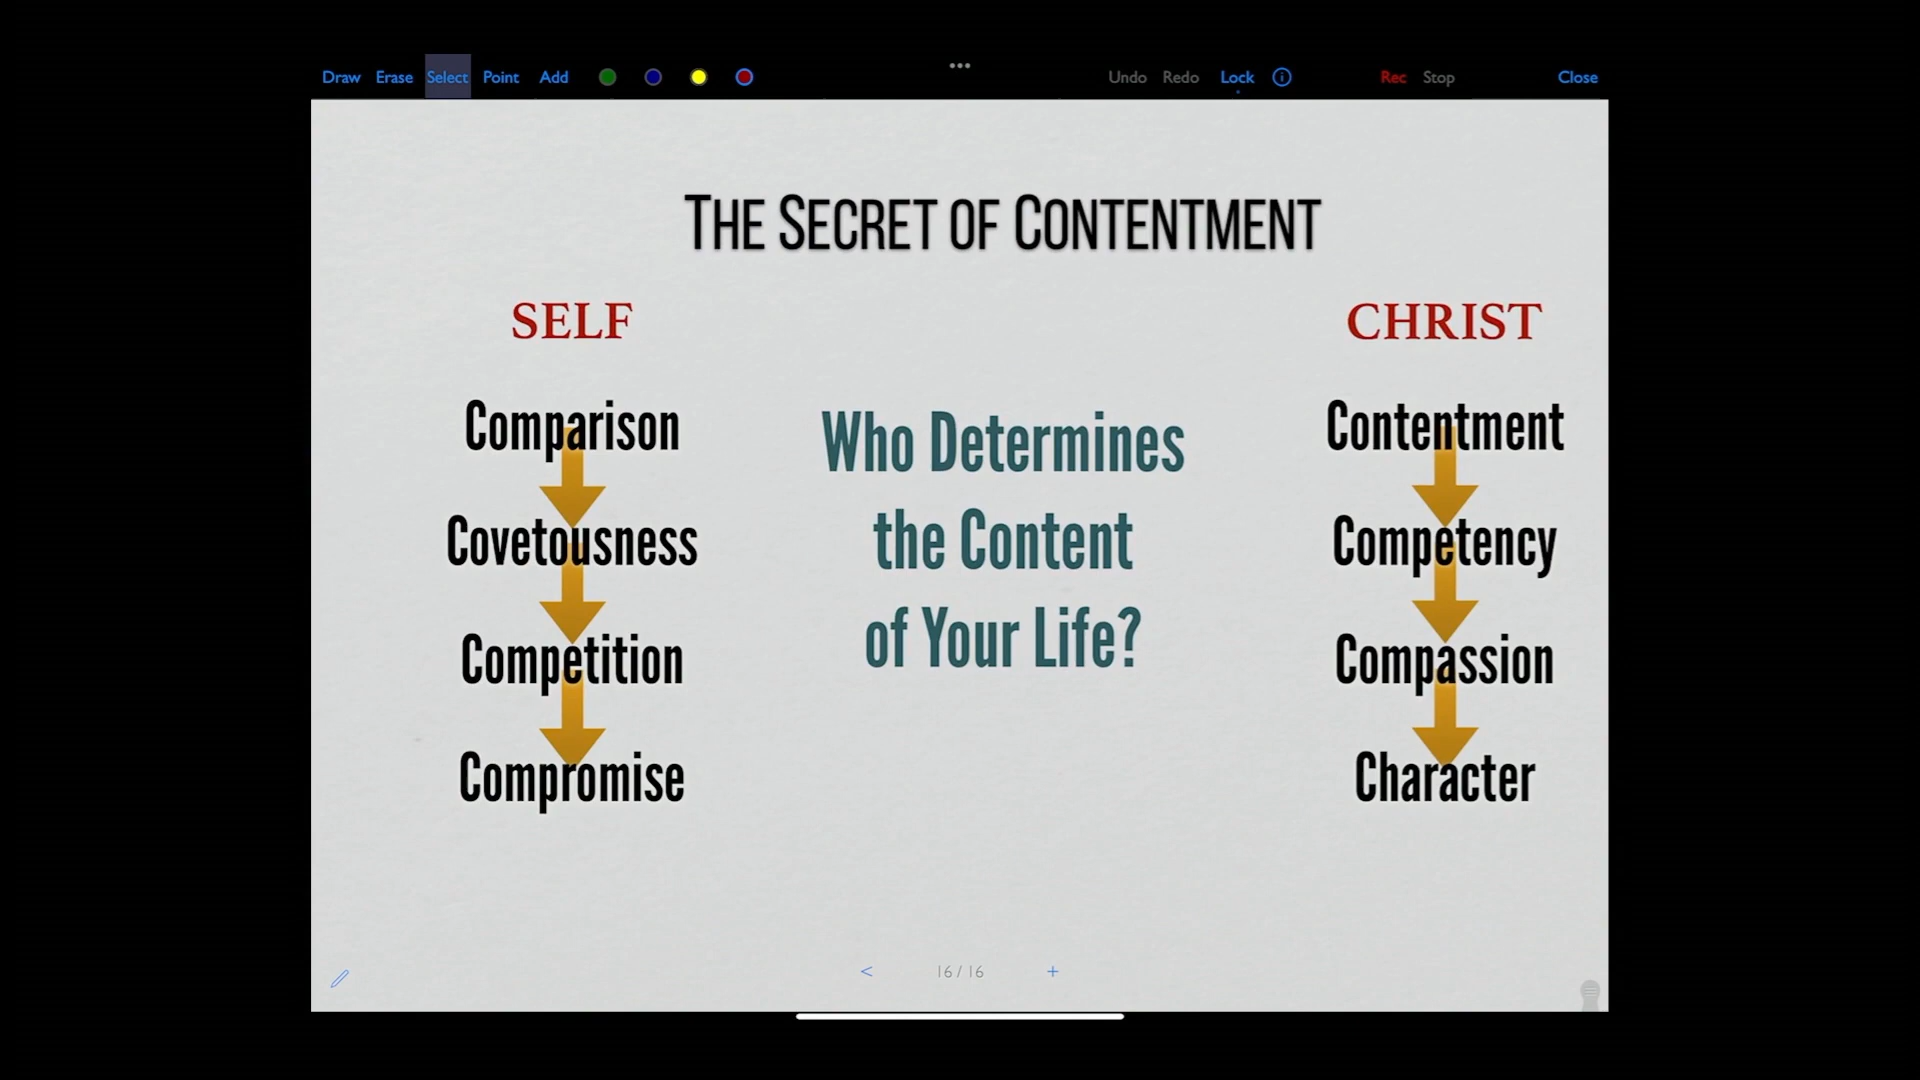 Draw Erase Select Point Add Undo Redo Lock Rec Stop Close
THE SECRET OF CONTENTMENT
SELF
CHRIST
Comparison
Covetousness
Competition
Compromise
Who Determines
the Content
of Your Life?
Contentment
Competency
Compassion
Character
< 16 / 16 +